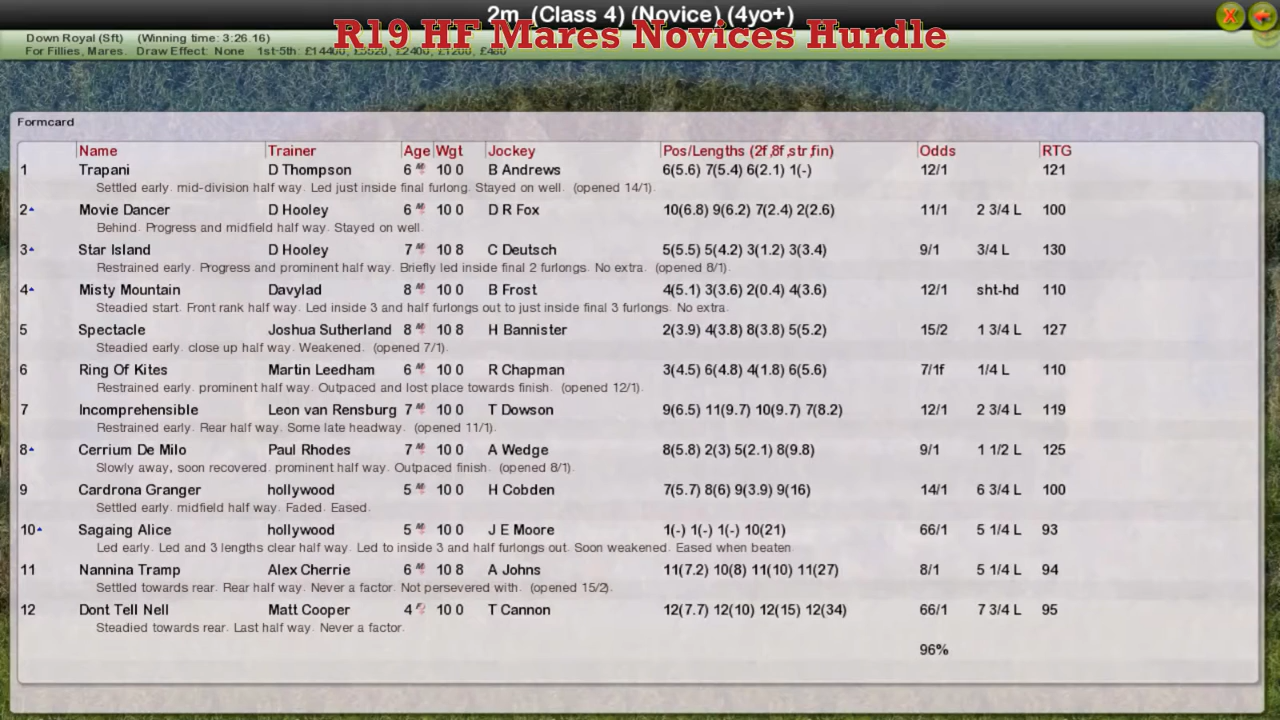 2m (Class 4) (Novice) (4yo+)
R19 HF Mares Novices Hurdle
Down Royal (Sft) (Winning time: 3:26.16)
For Fillies, Mares. Draw Effect: None 1st-5th: £14400, £5520, £2400, £1200, £480
Formcard
Name Trainer Age Wgt Jockey Pos/Lengths (2f,8f,str,fin) Odds RTG
1 Trapani D Thompson 6 10 0 B Andrews 6(5.6) 7(5.4) 6(2.1) 1(-) 12/1 121
Settled early. mid-division half way. Led just inside final furlong. Stayed on well. (opened 14/1).
2 Movie Dancer D Hooley 6 10 0 D R Fox 10(6.8) 9(6.2) 7(2.4) 2(2.6) 11/1 2 3/4 L 100
Behind. Progress and midfield half way. Stayed on well.
3 Star Island D Hooley 7 10 8 C Deutsch 5(5.5) 5(4.2) 3(1.2) 3(3.4) 9/1 3/4 L 130
Restrained early. Progress and prominent half way. Briefly led inside final 2 furlongs. No extra. (opened 8/1).
4 Misty Mountain Davylad 8 10 0 B Frost 4(5.1) 3(3.6) 2(0.4) 4(3.6) 12/1 sht-hd 110
Steadied start. Front rank half way. Led inside 3 and half furlongs out to just inside final 3 furlongs. No extra.
5 Spectacle Joshua Sutherland 8 10 8 H Bannister 2(3.9) 4(3.8) 8(3.8) 5(5.2) 15/2 1 3/4 L 127
Steadied early. close up half way. Weakened. (opened 7/1).
6 Ring Of Kites Martin Leedham 6 10 0 R Chapman 3(4.5) 6(4.8) 4(1.8) 6(5.6) 7/1f 1/4 L 110
Restrained early. prominent half way. Outpaced and lost place towards finish. (opened 12/1).
7 Incomprehensible Leon van Rensburg 7 10 0 T Dowson 9(6.5) 11(9.7) 10(9.7) 7(8.2) 12/1 2 3/4 L 119
Restrained early. Rear half way. Some late headway. (opened 11/1).
8 Cerrium De Milo Paul Rhodes 7 10 0 A Wedge 8(5.8) 2(3) 5(2.1) 8(9.8) 9/1 1 1/2 L 125
Slowly away, soon recovered. prominent half way. Outpaced finish. (opened 8/1).
9 Cardrona Granger hollywood 5 10 0 H Cobden 7(5.7) 8(6) 9(3.9) 9(16) 14/1 6 3/4 L 100
Settled early. midfield half way. Faded. Eased.
10 Sagaing Alice hollywood 5 10 0 J E Moore 1(-) 1(-) 1(-) 10(21) 66/1 5 1/4 L 93
Led early. Led and 3 lengths clear half way. Led to inside 3 and half furlongs out. Soon weakened. Eased when beaten.
11 Nannina Tramp Alex Cherrie 6 10 8 A Johns 11(7.2) 10(8) 11(10) 11(27) 8/1 5 1/4 L 94
Settled towards rear. Rear half way. Never a factor. Not persevered with. (opened 15/2).
12 Dont Tell Nell Matt Cooper 4 10 0 T Cannon 12(7.7) 12(10) 12(15) 12(34) 66/1 7 3/4 L 95
Steadied towards rear. Last half way. Never a factor.
96%